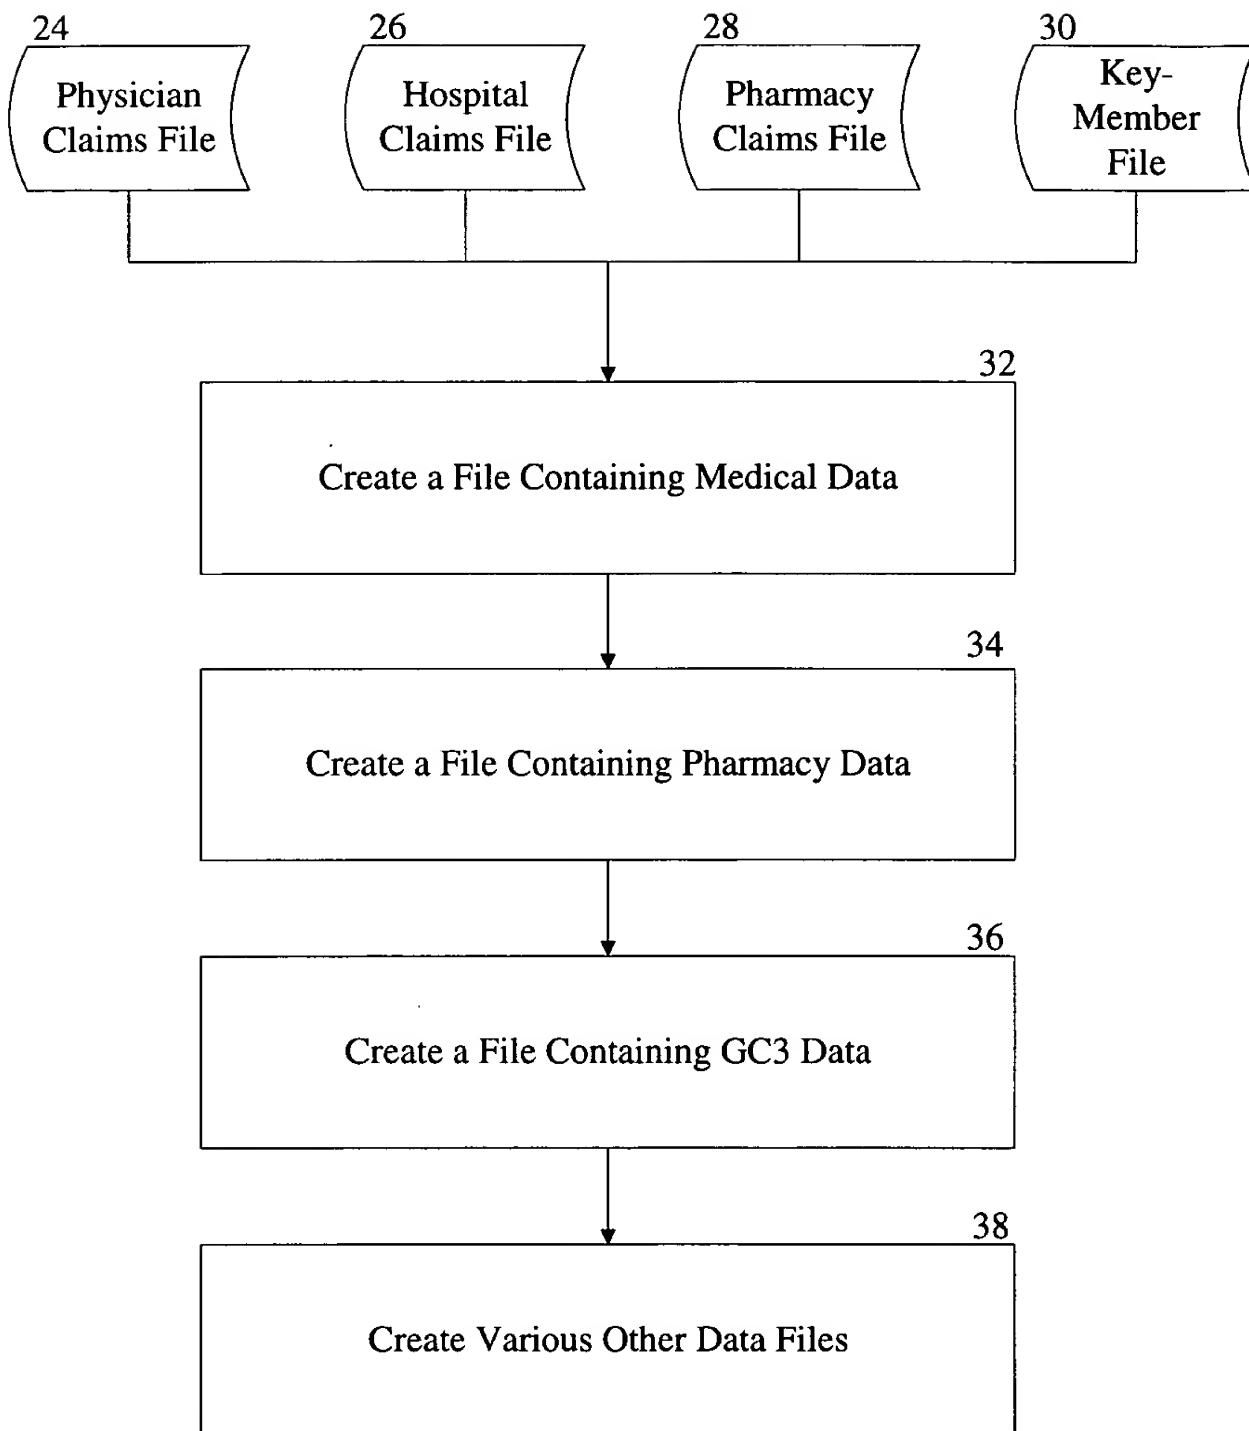 24
26
28
30
Physician
Claims File
Hospital
Claims File
Pharmacy
Claims File
Key-
Member
File
32
Create a File Containing Medical Data
34
Create a File Containing Pharmacy Data
36
Create a File Containing GC3 Data
38
Create Various Other Data Files